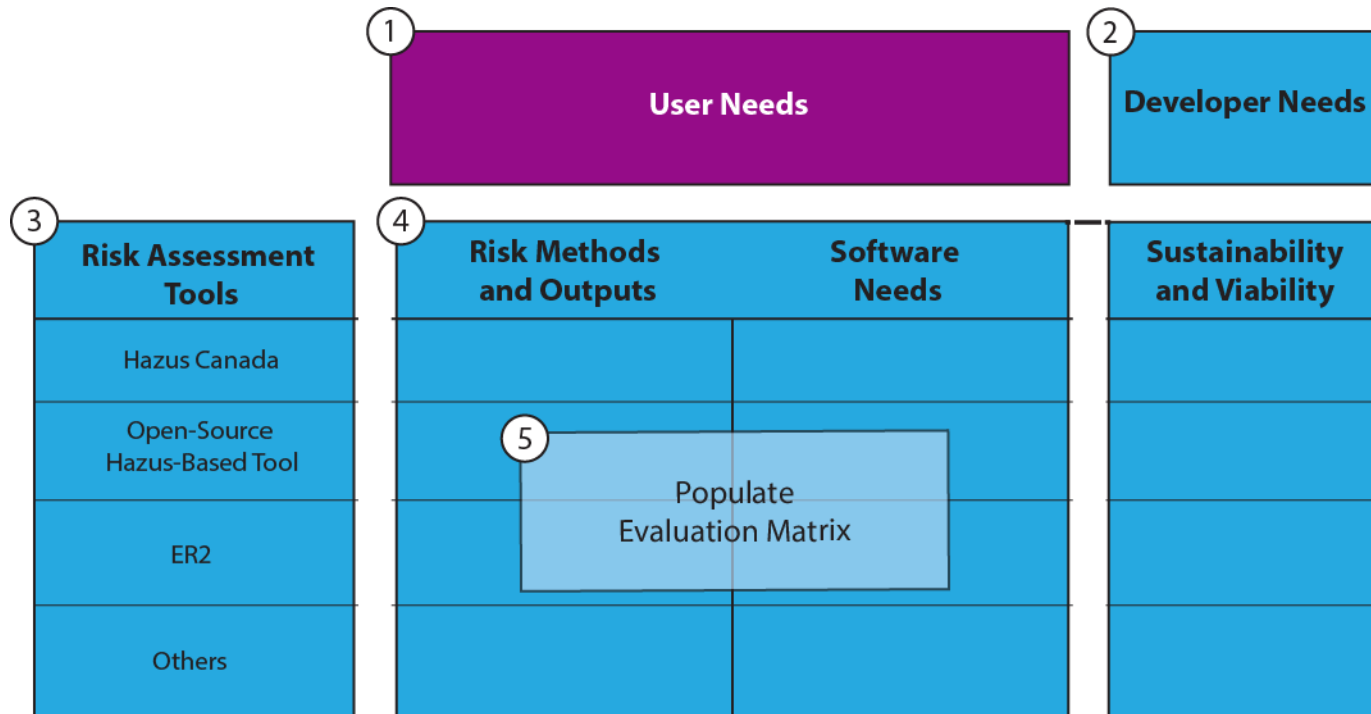 1
User Needs
2
Developer Needs
3
Risk Assessment
Tools
4
Risk Methods
and Outputs
Software
Needs
Sustainability
and Viability
Hazus Canada
Open-Source
Hazus-Based Tool
5
Populate
Evaluation Matrix
ER2
Others